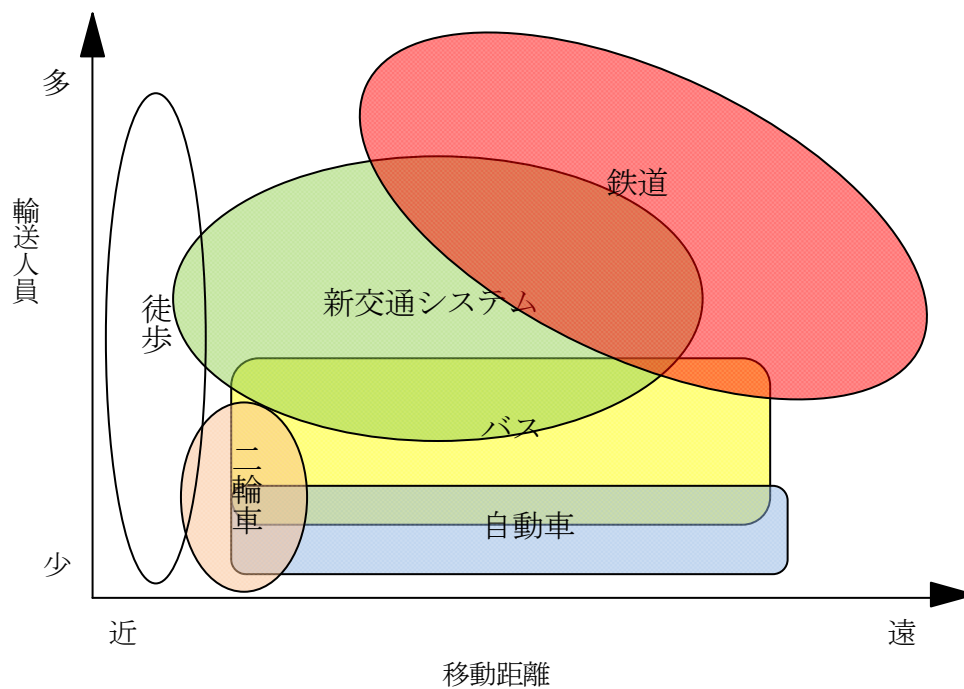 多
輸送人員
鉄道
新交通システム
徒歩
バス
二輪車
自動車
少
近
遠
移動距離